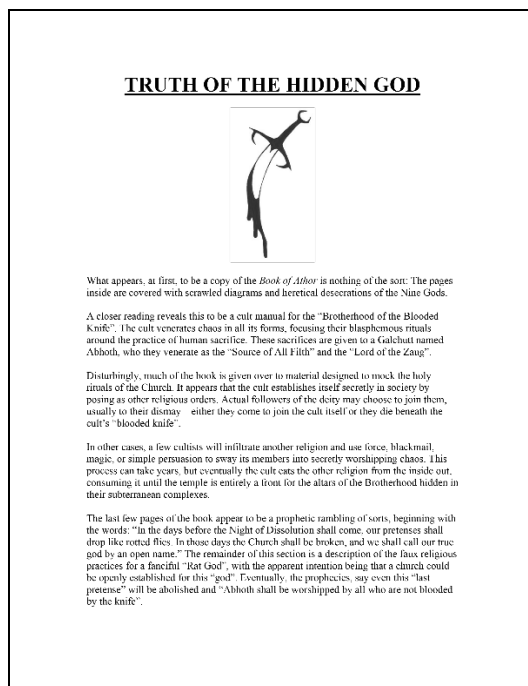 TRUTH OF THE HIDDEN GOD
What appears, at first, to be a copy of the Book of Athor is nothing of the sort: The pages
inside are covered with scrawled diagrams and heretical desecrations of the Nine Gods.
A closer reading reveals this to be a cult manual for the “Brotherhood of the Blooded
Knife”. The cult venerates chaos in all its forms, focusing their blasphemous rituals
around the practice of human sacrifice. These sacrifices are given to a Galchutt named
Abhoth, who they venerate as the “Source of All Filth” and the “Lord of the Zaug”.
Disturbingly, much of the book is given over to material designed to mock the holy
rituals of the Church. It appears that the cult establishes itself secretly in society by
posing as other religious orders. Actual followers of the deity may choose to join them,
usually to their dismay – either they come to join the cult itself or they die beneath the
cult’s “blooded knife”.
In other cases, a few cultists will infiltrate another religion and use force, blackmail,
magic, or simple persuasion to sway its members into secretly worshipping chaos. This
process can take years, but eventually the cult eats the other religion from the inside out,
consuming it until the temple is entirely a front for the altars of the Brotherhood hidden in
their subterranean complexes.
The last few pages of the book appear to be a prophetic rambling of sorts, beginning with
the words: “In the days before the Night of Dissolution shall come, our pretenses shall
drop like rotted flies. In those days the Church shall be broken, and we shall call our true
god by an open name.” The remainder of this section is a description of the faux religious
practices for a fanciful “Rat God”, with the apparent intention being that a church could
be openly established for this “god”. Eventually, the prophecies, say even this “last
pretense” will be abolished and “Abhoth shall be worshipped by all who are not blooded
by the knife”.